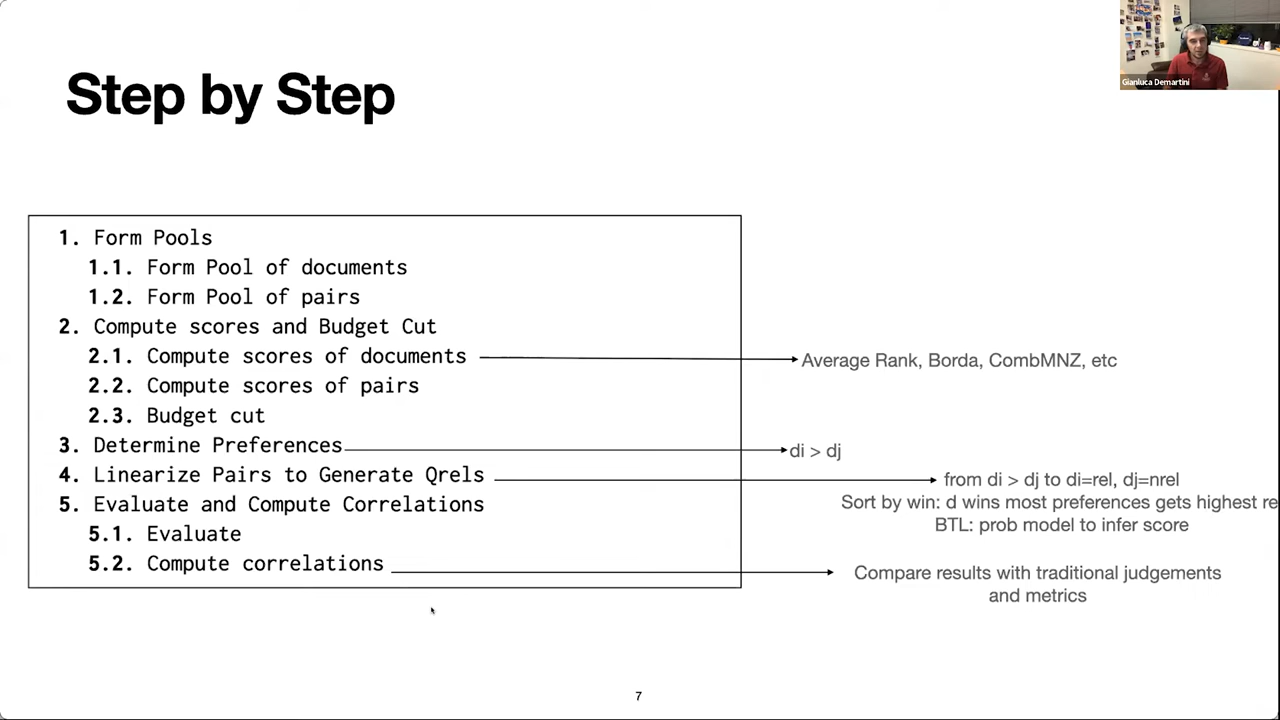 Gianluca Demartini
Step by Step
1. Form Pools
1.1. Form Pool of documents
1.2. Form Pool of pairs
2. Compute scores and Budget Cut
2.1. Compute scores of documents
Average Rank, Borda, CombMNZ, etc
2.2. Compute scores of pairs
2.3. Budget cut
3. Determine Preferences
di > dj
4. Linearize Pairs to Generate Qrels
from di > dj to di=rel, dj=nrel
Sort by win: d wins most preferences gets highest re
BTL: prob model to infer score
5. Evaluate and Compute Correlations
5.1. Evaluate
5.2. Compute correlations
Compare results with traditional judgements
and metrics
7